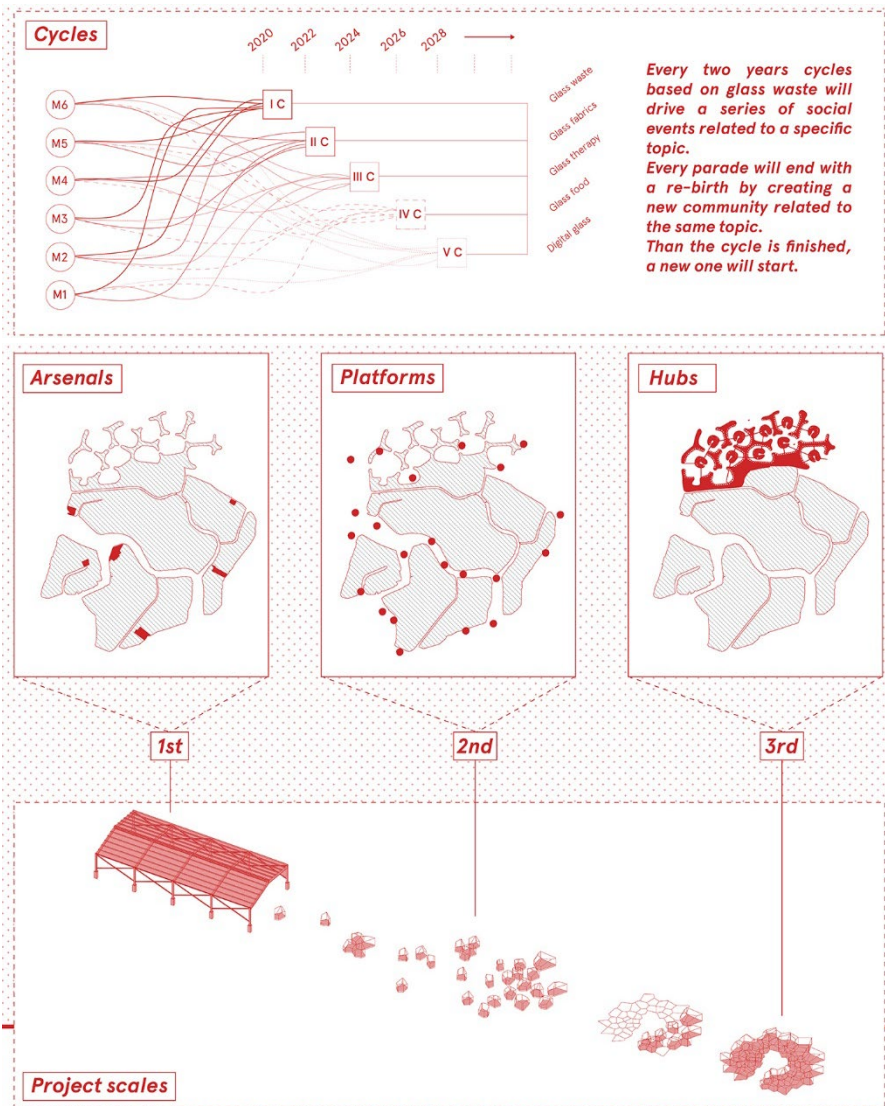 Cycles
2020
2022
2024
2026
2028
M6
M5
M4
M3
M2
M1
I C
II C
III C
IV C
V C
Glass waste
Glass fabrics
Glass therapy
Glass food
Digital glass
Every two years cycles
based on glass waste will
drive a series of social
events related to a specific
topic.
Every parade will end with
a re-birth by creating a
new community related to
the same topic.
Than the cycle is finished,
a new one will start.
Arsenals
Platforms
Hubs
1st
2nd
3rd
Project scales